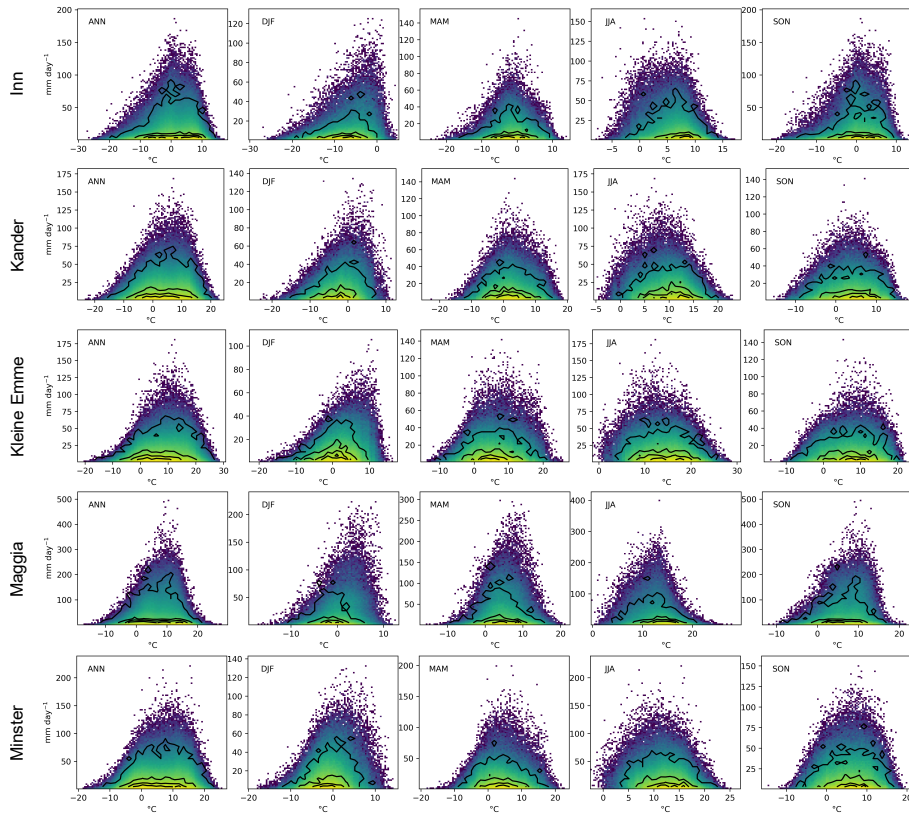 Inn
mm day⁻¹
ANN
200
150
100
50
−30 −20 −10 0 10
°C
DJF
120
100
80
60
40
20
−30 −20 −10 0
°C
MAM
150
125
100
75
50
25
−20 −10 0 10
°C
JJA
150
125
100
75
50
25
0
−5 0 5 10 15
°C
SON
200
150
100
50
−20 −10 0 10
°C
Kander
mm day⁻¹
ANN
175
150
125
100
75
50
25
−20 −10 0 10 20
°C
DJF
140
120
100
80
60
40
20
−20 −10 0 10
°C
MAM
140
120
100
80
60
40
20
0
−20 −10 0 10 20
°C
JJA
175
150
125
100
75
50
25
−5 0 5 10 15 20
°C
SON
140
120
100
80
60
40
20
−10 0 10
°C
Kleine Emme
mm day⁻¹
ANN
175
150
125
100
75
50
25
−20 −10 0 10 20 30
°C
DJF
100
80
60
40
20
−20 −10 0 10
°C
MAM
140
120
100
80
60
40
20
−10 0 10 20
°C
JJA
175
150
125
100
75
50
25
0
0 10 20 30
°C
SON
140
120
100
80
60
40
20
−10 0 10 20
°C
Maggia
mm day⁻¹
ANN
500
400
300
200
100
−10 0 10 20
°C
DJF
200
150
100
50
−10 0 10
°C
MAM
300
250
200
150
100
50
−10 0 10 20
°C
JJA
400
300
200
100
0
0 10 20
°C
SON
500
400
300
200
100
−10 0 10 20
°C
Minster
mm day⁻¹
ANN
200
150
100
50
−20 −10 0 10 20
°C
DJF
140
120
100
80
60
40
20
−20 −10 0 10
°C
MAM
200
150
100
50
−20 −10 0 10 20
°C
JJA
200
150
100
50
0 5 10 15 20 25
°C
SON
150
125
100
75
50
25
−10 0 10 20
°C